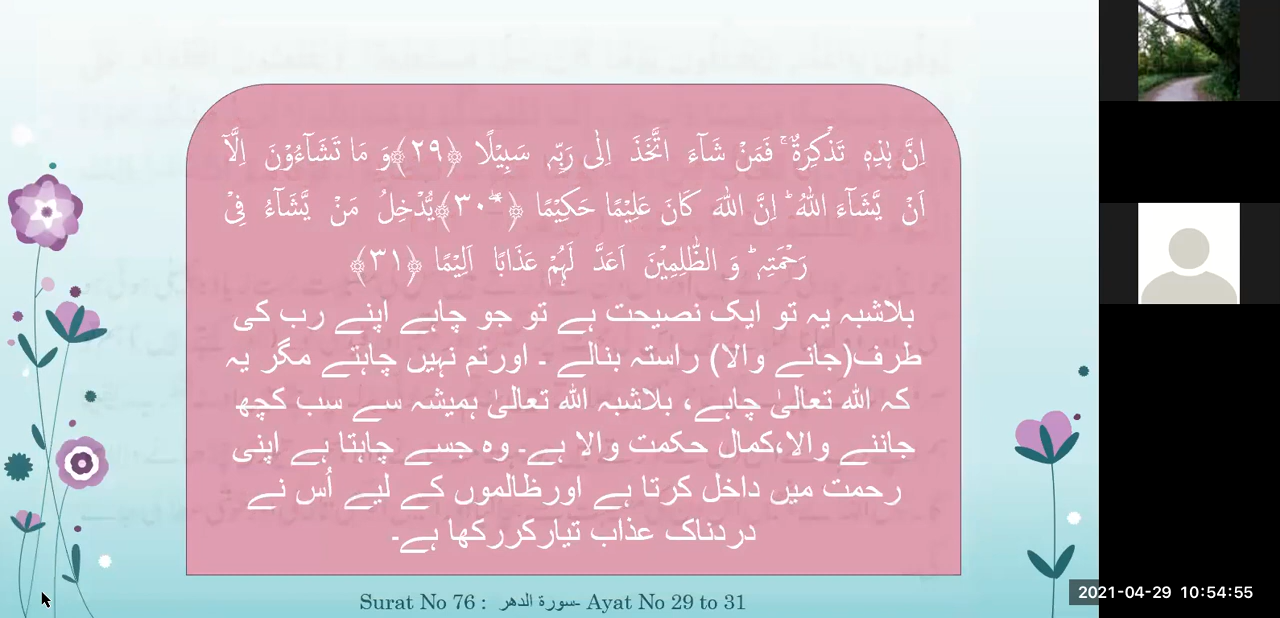 اِنَّ ہٰذِہٖ تَذۡکِرَۃٌ ۚ فَمَنۡ شَآءَ اتَّخَذَ اِلٰی رَبِّہٖ سَبِیۡلًا ﴿۲۹﴾وَ مَا تَشَآءُوۡنَ اِلَّاۤ
اَنۡ یَّشَآءَ اللّٰہُ ؕ اِنَّ اللّٰہَ کَانَ عَلِیۡمًا حَکِیۡمًا ﴿۳۰﴾٭ۖیُّدۡخِلُ مَنۡ یَّشَآءُ فِیۡ
رَحۡمَتِہٖ ؕ وَ الظّٰلِمِیۡنَ اَعَدَّ لَہُمۡ عَذَابًا اَلِیۡمًا ﴿۳۱﴾
بلاشبہ یہ تو ایک نصیحت ہے تو جو چاہے اپنے رب کی
طرف(جانے والا) راستہ بنالے ۔ اورتم نہیں چاہتے مگر یہ
کہ اللہ تعالیٰ چاہے، بلاشبہ اللہ تعالیٰ ہمیشہ سے سب کچھ
جاننے والا،کمال حکمت والا ہے۔ وہ جسے چاہتا ہے اپنی
رحمت میں داخل کرتا ہے اورظالموں کے لیے اُس نے
دردناک عذاب تیارکررکھا ہے۔
Surat No 76 : سورة الدهر- Ayat No 29 to 31
2021-04-29 10:54:55